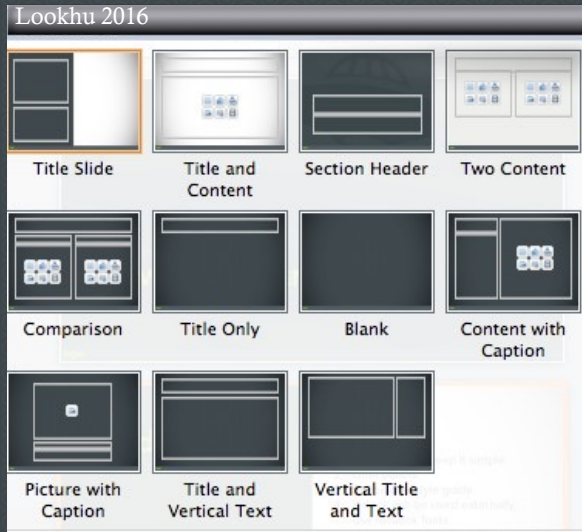 Lookhu 2016
Title Slide
Title and
Content
Section Header
Two Content
Comparison
Title Only
Blank
Content with
Caption
Picture with
Caption
Title and
Vertical Text
Vertical Title
and Text